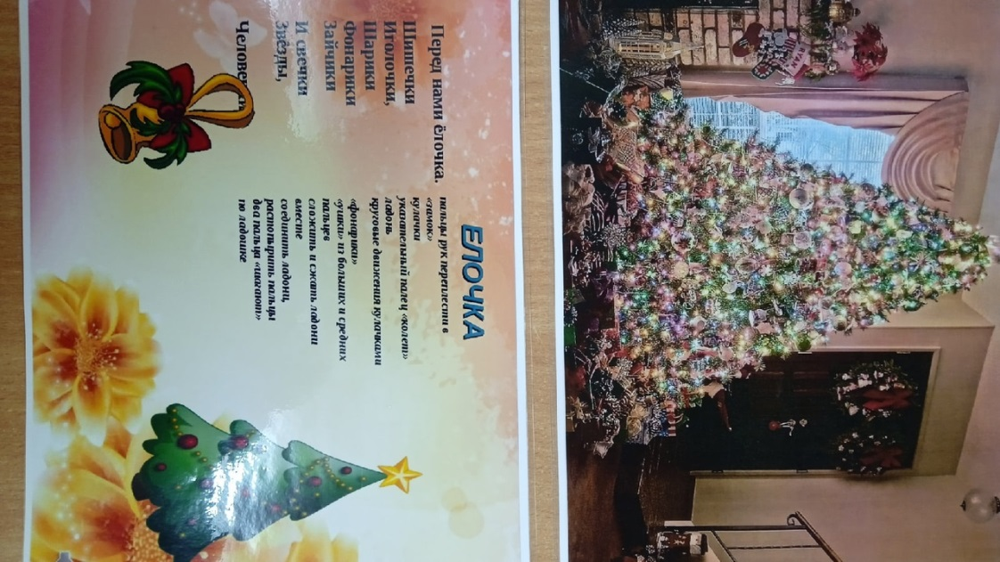 ЕЛОЧКА
Перед нами ёлочка.
Шишечки
Иголочки,
Шарики
Фонарики
Зайчики
И свечки
Звёзды,
Человечки
пальцы рук переплести в
«замок»
кулачки
указательный палец «колет»
ладонь
круговые движения кулачками
«фонарики»
«ушки» из больших и средних
пальцев
сложить и сжать ладони
вместе
соединить ладони,
растопырить пальцы
два пальца «шагают»
по ладошке